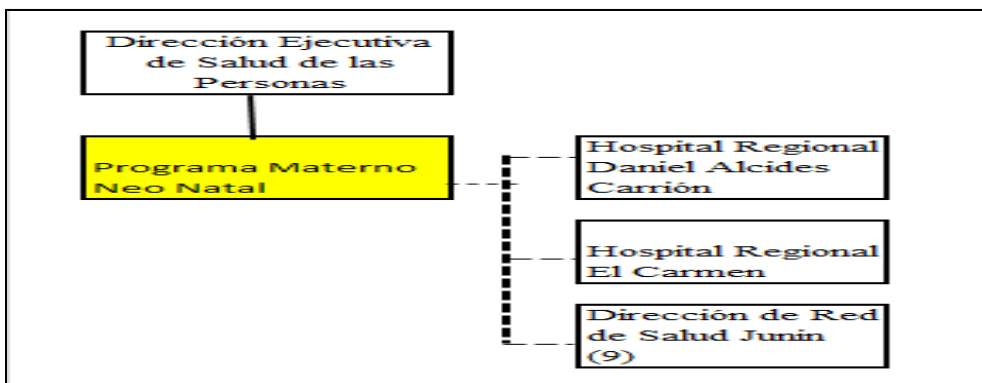 Dirección Ejecutiva
de Salud de las
Personas
Programa Materno
Neo Natal
Hospital Regional
Daniel Alcides
Carrión
Hospital Regional
El Carmen
Dirección de Red
de Salud Junin
(9)